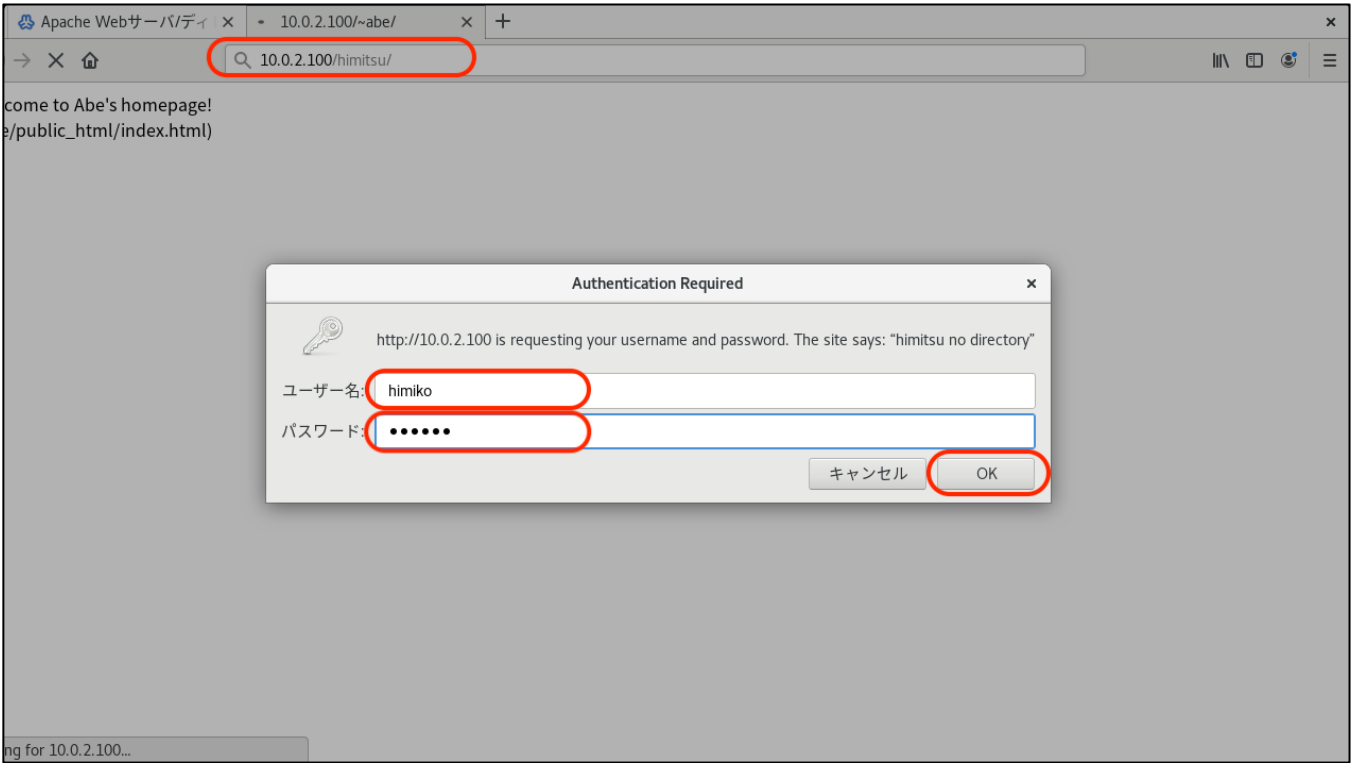 Apache Webサーバ/ディ
10.0.2.100/~abe/
10.0.2.100/himitsu/
come to Abe's homepage!
e/public_html/index.html)
Authentication Required
http://10.0.2.100 is requesting your username and password. The site says: “himitsu no directory”
ユーザー名: himiko
パスワード: ●●●●●●
キャンセル OK
ng for 10.0.2.100...